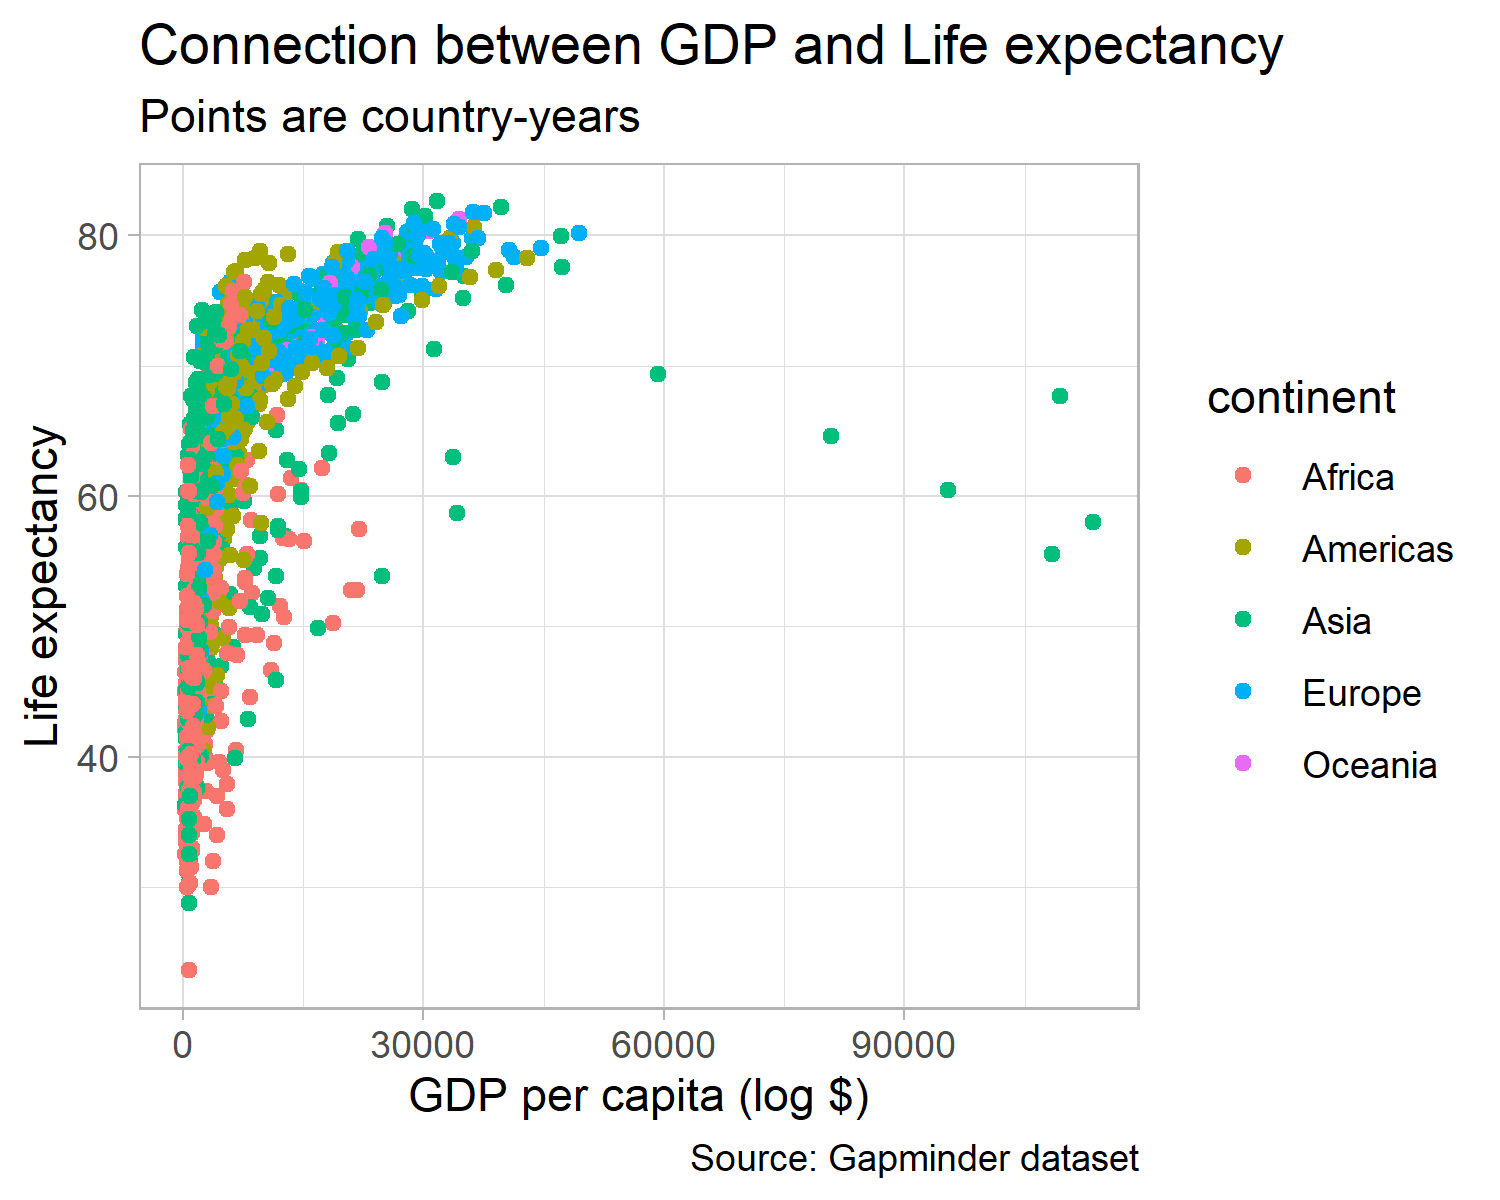 Connection between GDP and Life expectancy
Points are country-years
80
60
40
Life expectancy
0 30000 60000 90000
GDP per capita (log $)
continent
Africa
Americas
Asia
Europe
Oceania
Source: Gapminder dataset